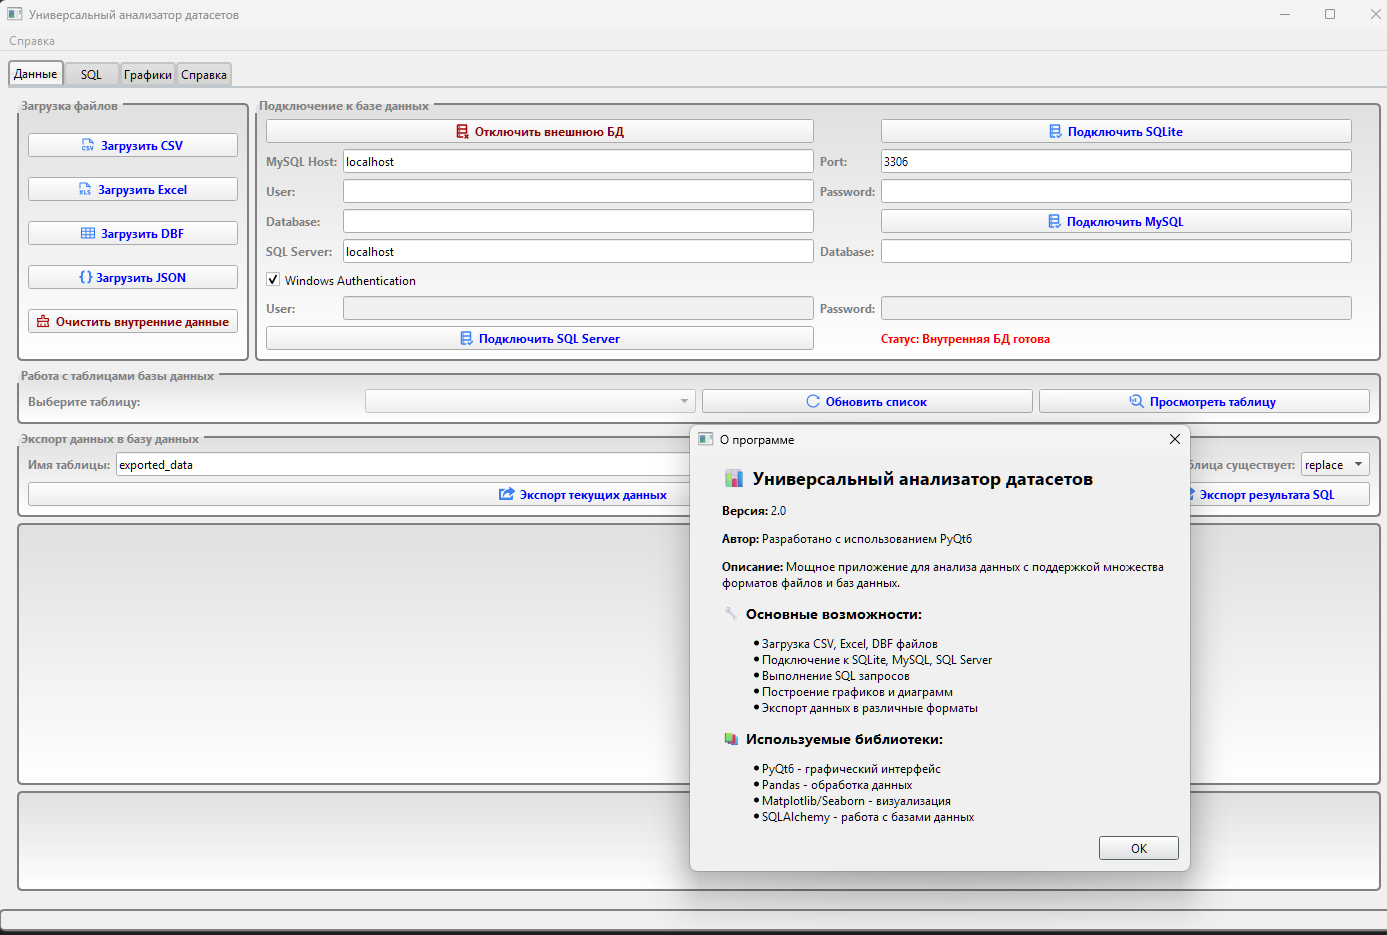 Универсальный анализатор датасетов
Справка
Данные SQL Графики Справка
Загрузка файлов
CSV Загрузить CSV
XLS Загрузить Excel
Загрузить DBF
{} Загрузить JSON
Очистить внутренние данные
Подключение к базе данных
Отключить внешнюю БД Подключить SQLite
MySQL Host: localhost Port: 3306
User: Password:
Database: Подключить MySQL
SQL Server: localhost Database:
Windows Authentication
User: Password:
Подключить SQL Server Статус: Внутренняя БД готова
Работа с таблицами базы данных
Выберите таблицу: Обновить список Просмотреть таблицу
Экспорт данных в базу данных
Имя таблицы: exported_data блица существует: replace
Экспорт текущих данных Экспорт результата SQL
О программе
Универсальный анализатор датасетов
Версия: 2.0
Автор: Разработано с использованием PyQt6
Описание: Мощное приложение для анализа данных с поддержкой множества
форматов файлов и баз данных.
Основные возможности:
• Загрузка CSV, Excel, DBF файлов
• Подключение к SQLite, MySQL, SQL Server
• Выполнение SQL запросов
• Построение графиков и диаграмм
• Экспорт данных в различные форматы
Используемые библиотеки:
• PyQt6 - графический интерфейс
• Pandas - обработка данных
• Matplotlib/Seaborn - визуализация
• SQLAlchemy - работа с базами данных
OK